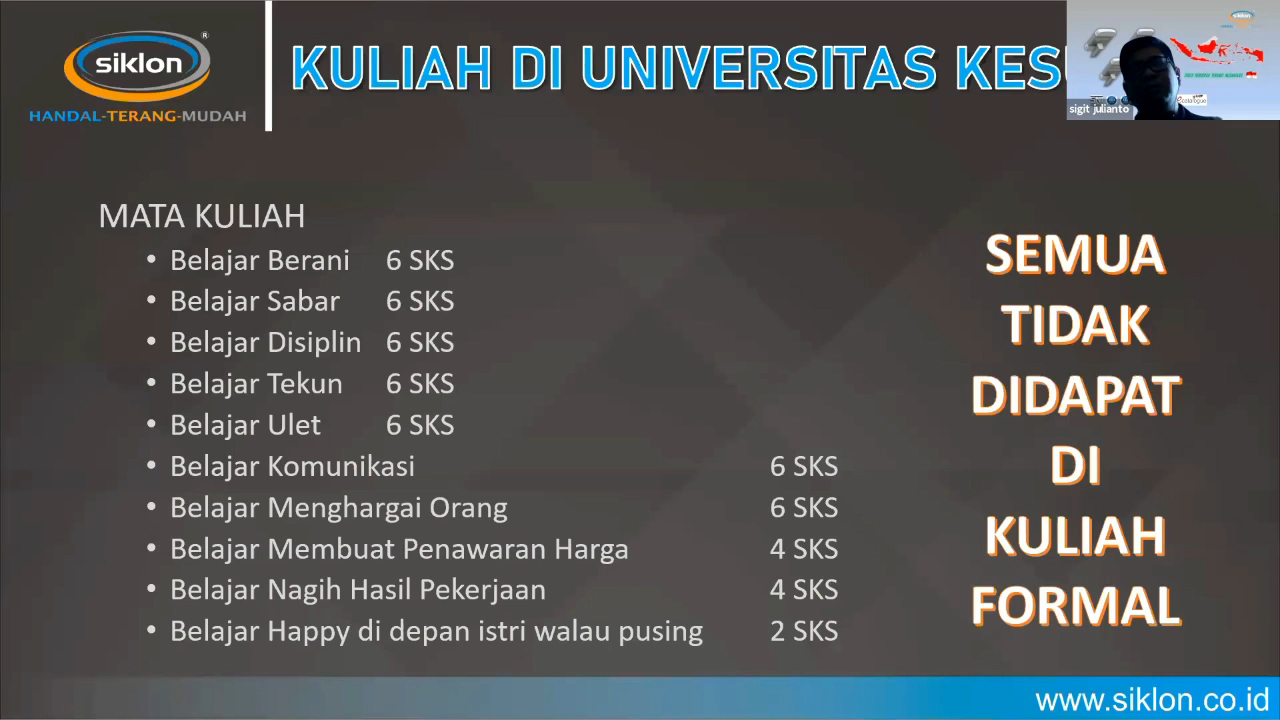 siklon
®
HANDAL-TERANG-MUDAH
KULIAH DI UNIVERSITAS
sigit julianto
MATA KULIAH
• Belajar Berani 6 SKS
• Belajar Sabar 6 SKS
• Belajar Disiplin 6 SKS
• Belajar Tekun 6 SKS
• Belajar Ulet 6 SKS
• Belajar Komunikasi 6 SKS
• Belajar Menghargai Orang 6 SKS
• Belajar Membuat Penawaran Harga 4 SKS
• Belajar Nagih Hasil Pekerjaan 4 SKS
• Belajar Happy di depan istri walau pusing 2 SKS
SEMUA
TIDAK
DIDAPAT
DI
KULIAH
FORMAL
www.siklon.co.id